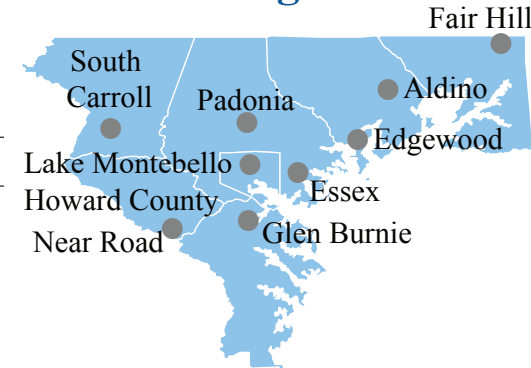 Fair Hill
South
Carroll
Padonia
Aldino
Edgewood
Lake Montebello
Essex
Howard County
Near Road
Glen Burnie